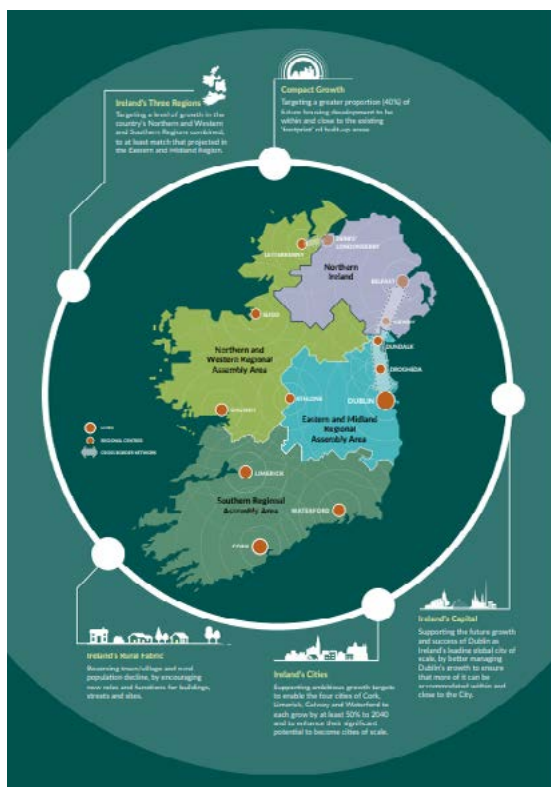 Compact Growth
Targeting a greater proportion (40%) of
future housing development to be
within and close to the existing
'footprint' of built-up areas
Ireland's Three Regions
Targeting a level of growth in the
country's Northern and Western
and Southern Regions combined,
to at least match that projected in
the Eastern and Midland Region.
LETTERKENNY
DERRY/
LONDONDERRY
Northern
Ireland
BELFAST
SLIGO
NEWRY
DUNDALK
Northern and
Western Regional
Assembly Area
DROGHEDA
ATHLONE
DUBLIN
GALWAY
Eastern and Midland
Regional
Assembly Area
CITIES
REGIONAL CENTRES
CROSS BORDER NETWORK
LIMERICK
Southern Regional
Assembly Area
WATERFORD
CORK
Ireland's Capital
Supporting the future growth
and success of Dublin as
Ireland's leading global city of
scale, by better managing
Dublin's growth to ensure
that more of it can be
accommodated within and
close to the City.
Ireland's Rural Fabric
Reversing town/village and rural
population decline, by encouraging
new roles and functions for buildings,
streets and sites.
Ireland's Cities
Supporting ambitious growth targets
to enable the four cities of Cork,
Limerick, Galway and Waterford to
each grow by at least 50% to 2040
and to enhance their significant
potential to become cities of scale.